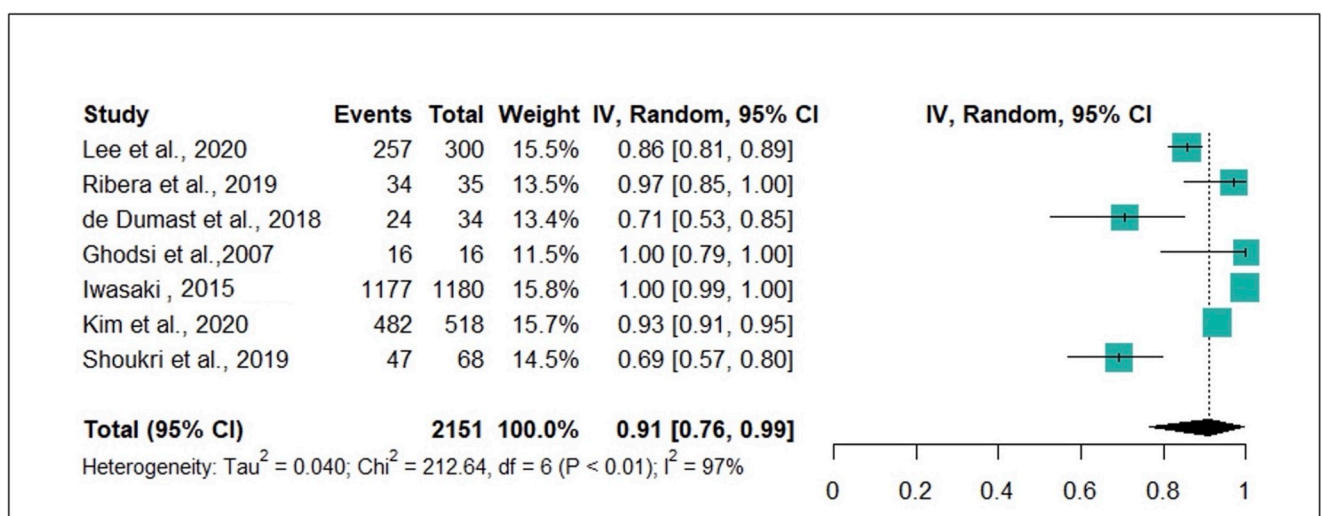 Study Events Total Weight IV, Random, 95% CI IV, Random, 95% CI
Lee et al., 2020 257 300 15.5% 0.86 [0.81, 0.89]
Ribera et al., 2019 34 35 13.5% 0.97 [0.85, 1.00]
de Dumast et al., 2018 24 34 13.4% 0.71 [0.53, 0.85]
Ghodsi et al.,2007 16 16 11.5% 1.00 [0.79, 1.00]
Iwasaki , 2015 1177 1180 15.8% 1.00 [0.99, 1.00]
Kim et al., 2020 482 518 15.7% 0.93 [0.91, 0.95]
Shoukri et al., 2019 47 68 14.5% 0.69 [0.57, 0.80]
Total (95% CI) 2151 100.0% 0.91 [0.76, 0.99]
Heterogeneity: Tau² = 0.040; Chi² = 212.64, df = 6 (P < 0.01); I² = 97%
0 0.2 0.4 0.6 0.8 1